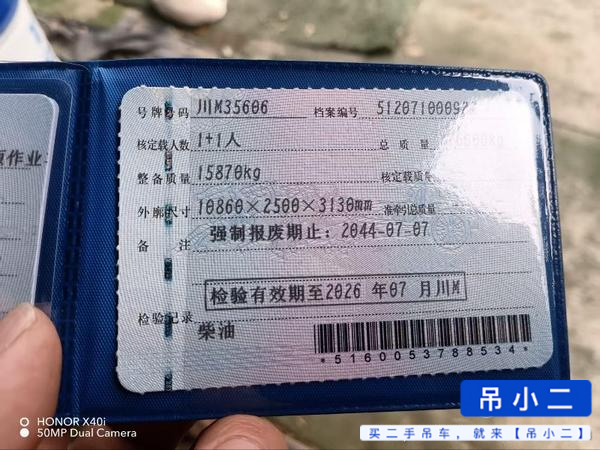 号牌号码 川M35606 档案编号 51207100092
核定载人数 1+1人 总质量
整备质量 15870kg 核定载质量
外廓尺寸 10860×2500×3130mm 准牵引总质量
备注 强制报废期止：2044-07-07
检验有效期至2026 年07 月川M
检验记录
柴油
*5160053788534*
项作业
HONOR X40i
50MP Dual Camera
吊小二
买二手吊车，就来【吊小二】